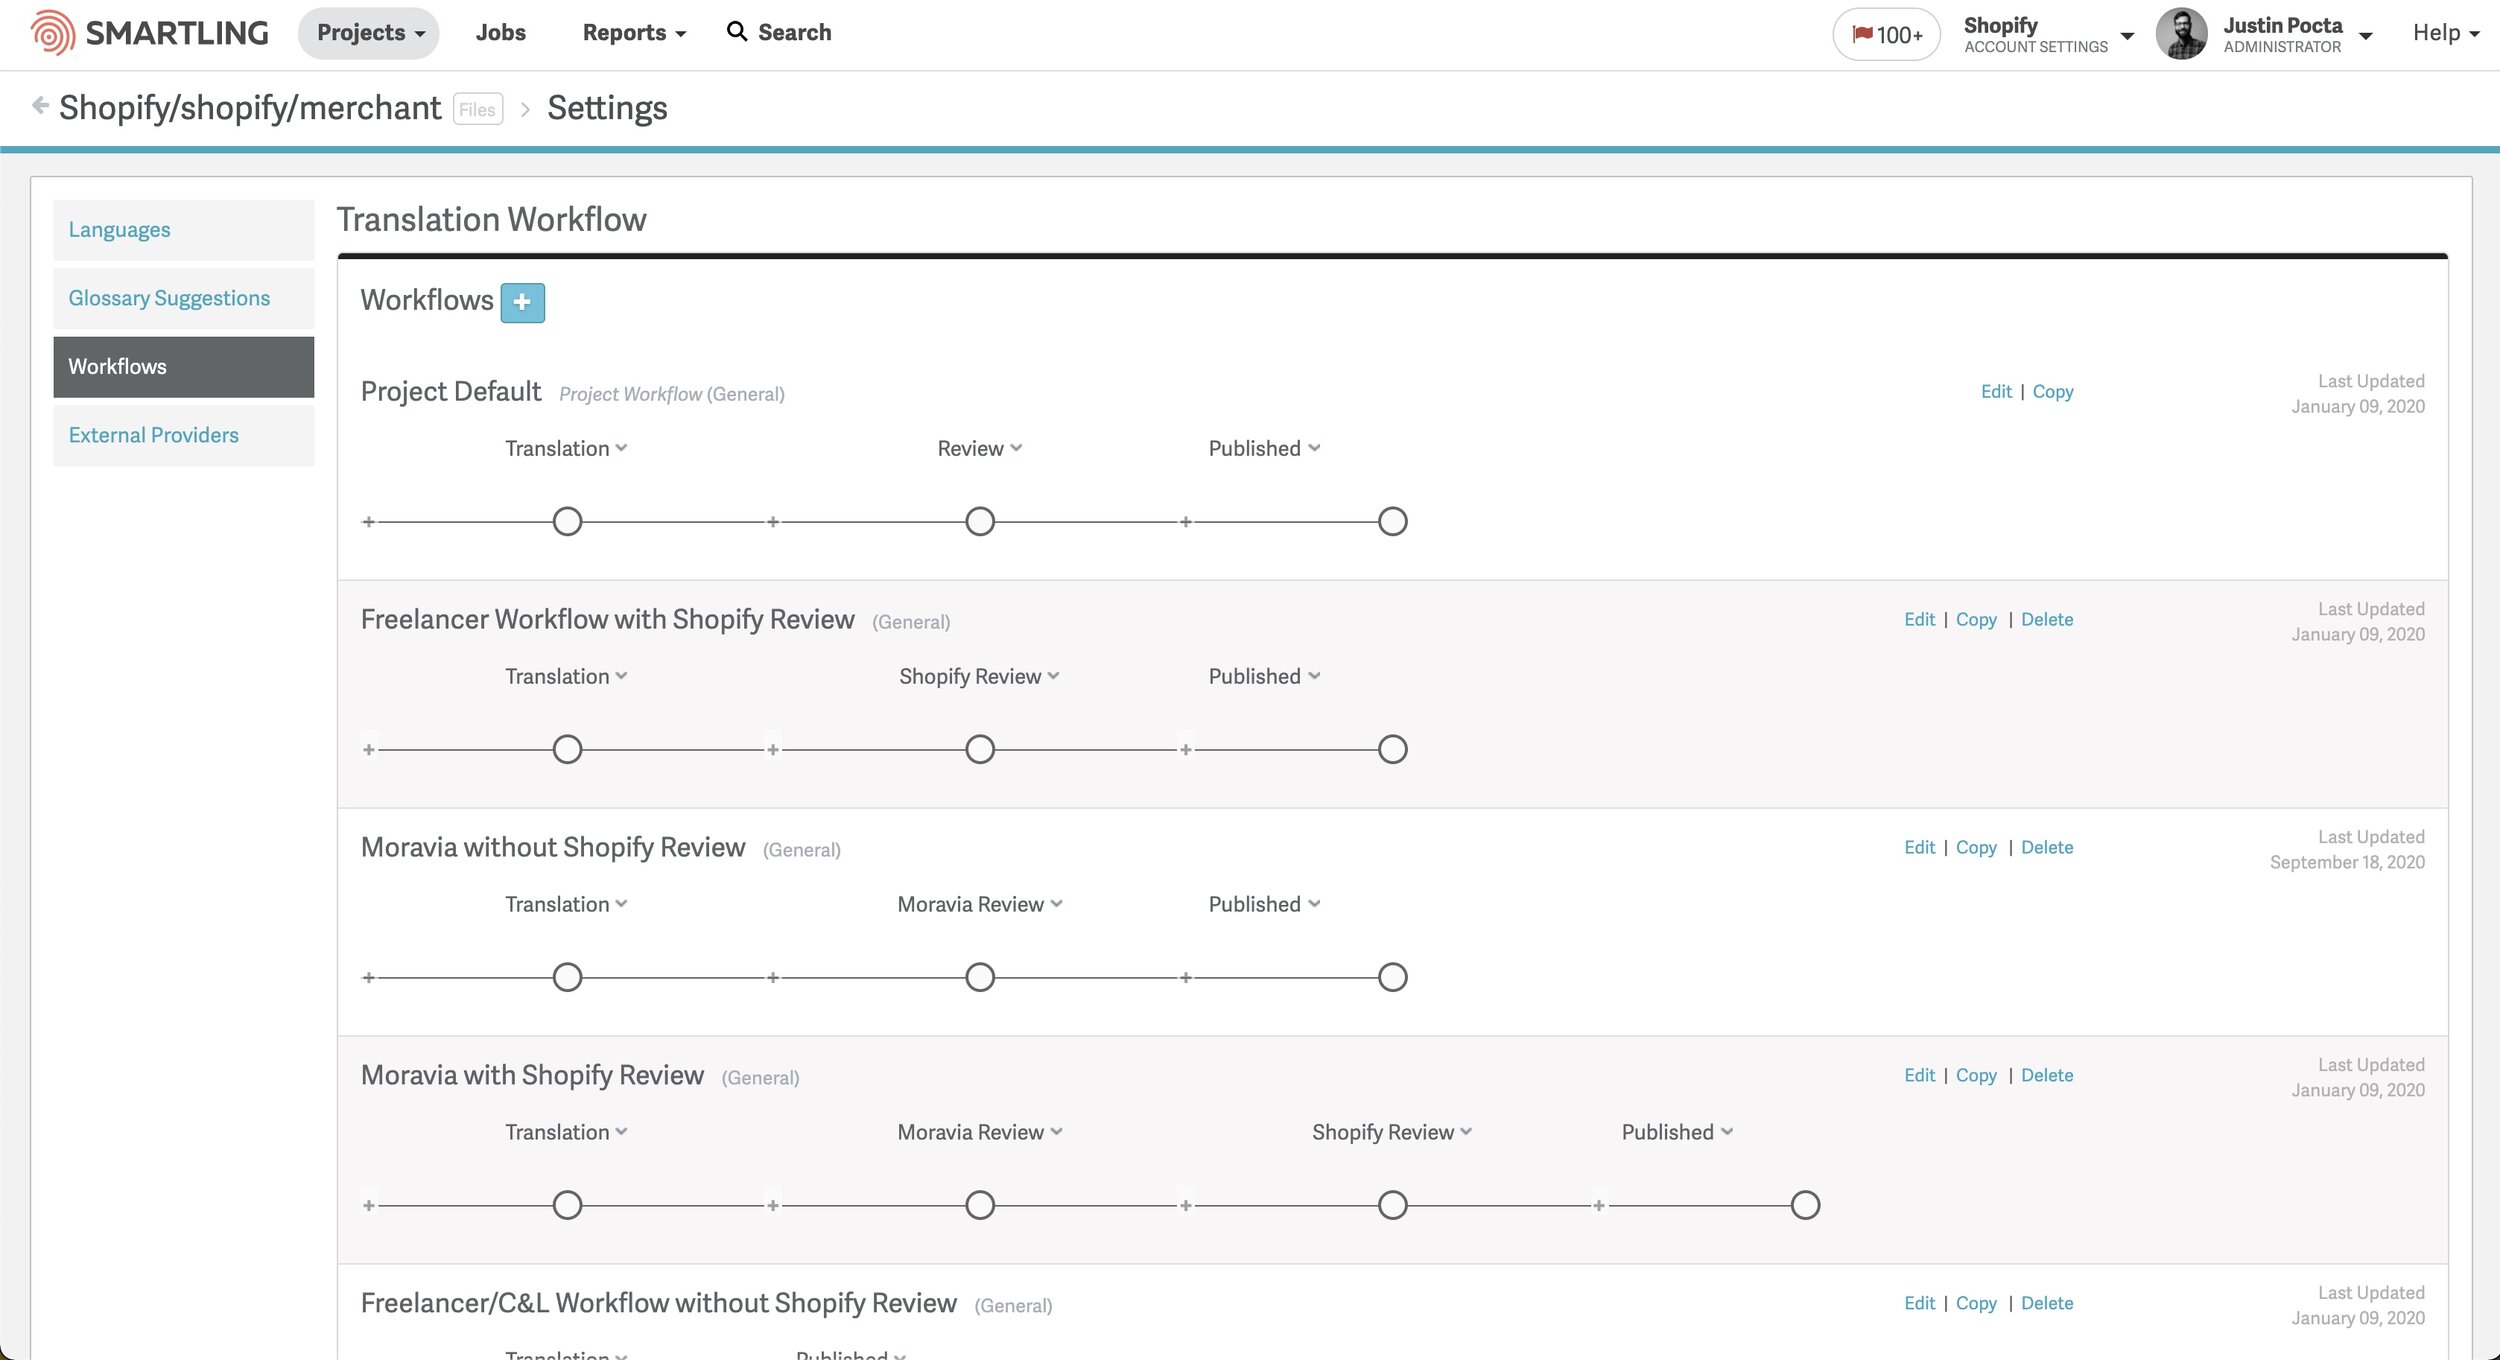 SMARTLING Projects Jobs Reports Search 100+ Shopify ACCOUNT SETTINGS Justin Pocta ADMINISTRATOR Help
Shopify/shopify/merchant Files > Settings
Languages
Glossary Suggestions
Workflows
External Providers
Translation Workflow
Workflows +
Project Default Project Workflow (General) Edit | Copy Last Updated
January 09, 2020
Translation Review Published
Freelancer Workflow with Shopify Review (General) Edit | Copy | Delete Last Updated
January 09, 2020
Translation Shopify Review Published
Moravia without Shopify Review (General) Edit | Copy | Delete Last Updated
September 18, 2020
Translation Moravia Review Published
Moravia with Shopify Review (General) Edit | Copy | Delete Last Updated
January 09, 2020
Translation Moravia Review Shopify Review Published
Freelancer/C&L Workflow without Shopify Review (General) Edit | Copy | Delete Last Updated
January 09, 2020
Translation Published